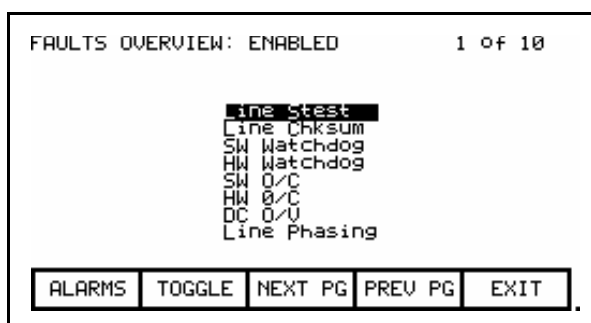 FAULTS OVERVIEW: ENABLED 1 of 10
Line Stest
Line Chksum
SW Watchdog
HW Watchdog
SW O/C
HW 0/C
DC O/V
Line Phasing
ALARMS TOGGLE NEXT PG PREV PG EXIT